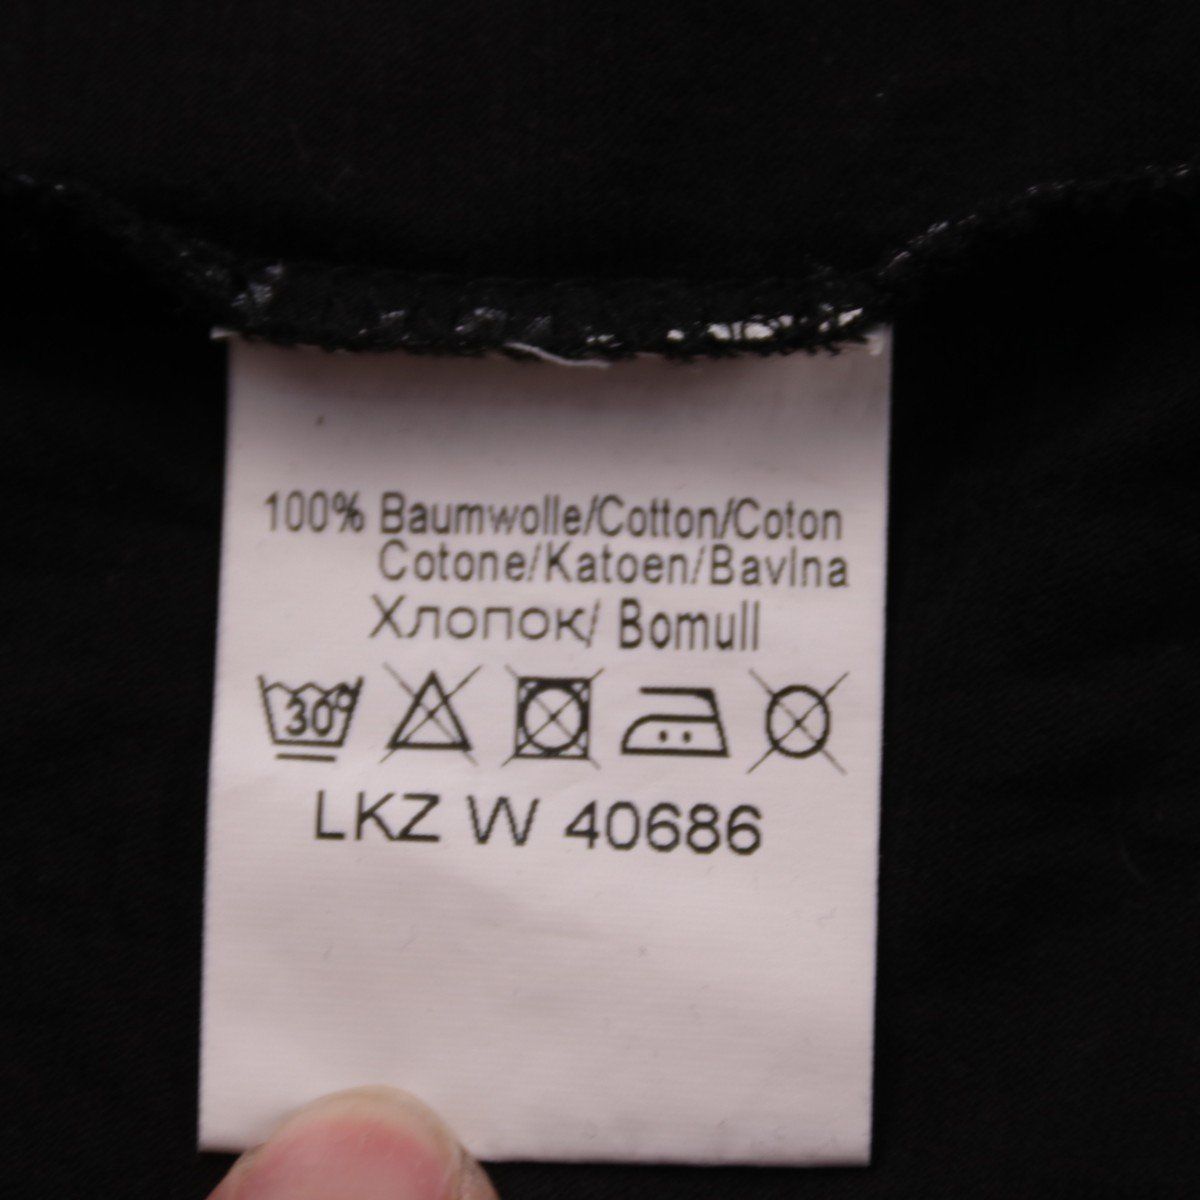 100% Baumwolle/Cotton/Coton
Cotone/Katoen/Bavlna
Хлопок/ Bomull
30°
LKZ W 40686